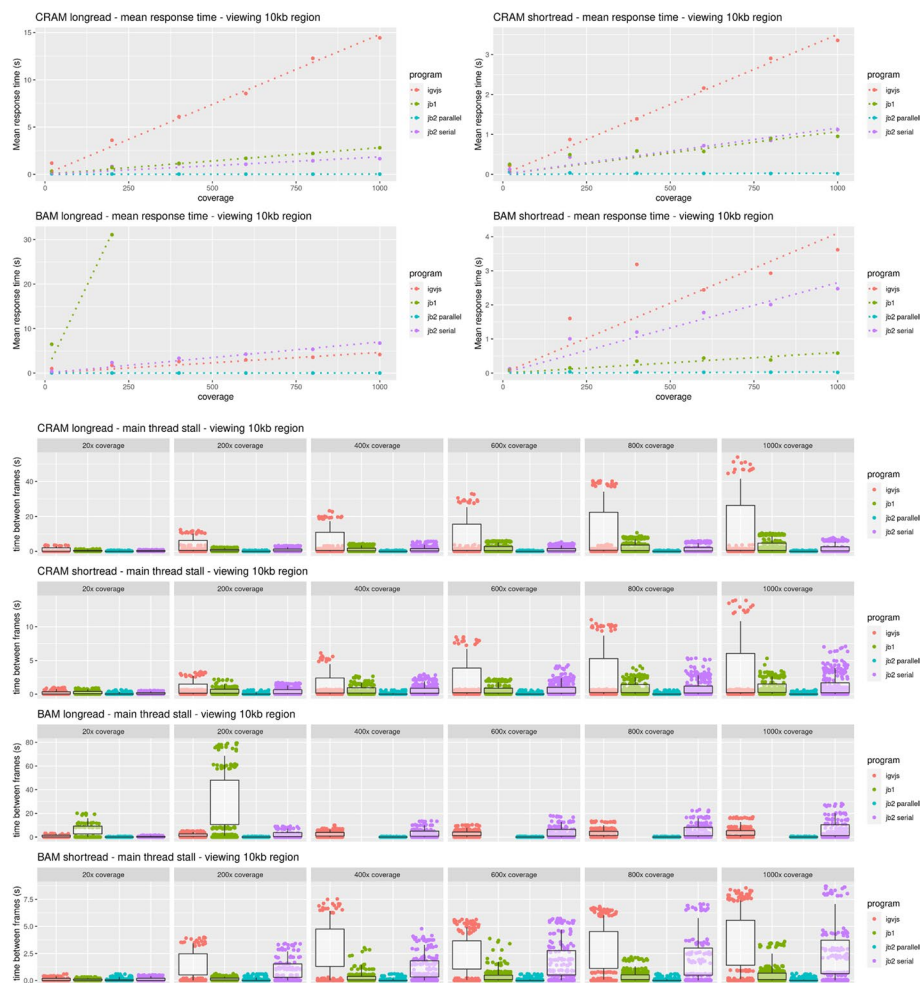 CRAM longread - mean response time - viewing 10kb region
Mean response time (s)
15
10
5
0
0 250 500 750 1000
coverage
program
igvjs
jb1
jb2 parallel
jb2 serial
CRAM shortread - mean response time - viewing 10kb region
Mean response time (s)
3
2
1
0
0 250 500 750 1000
coverage
program
igvjs
jb1
jb2 parallel
jb2 serial
BAM longread - mean response time - viewing 10kb region
Mean response time (s)
30
20
10
0
0 250 500 750 1000
coverage
program
igvjs
jb1
jb2 parallel
jb2 serial
BAM shortread - mean response time - viewing 10kb region
Mean response time (s)
4
3
2
1
0
0 250 500 750 1000
coverage
program
igvjs
jb1
jb2 parallel
jb2 serial
CRAM longread - main thread stall - viewing 10kb region
20x coverage 200x coverage 400x coverage 600x coverage 800x coverage 1000x coverage
time between frames (s)
40
20
0
program
igvjs
jb1
jb2 parallel
jb2 serial
CRAM shortread - main thread stall - viewing 10kb region
20x coverage 200x coverage 400x coverage 600x coverage 800x coverage 1000x coverage
time between frames (s)
10
5
0
program
igvjs
jb1
jb2 parallel
jb2 serial
BAM longread - main thread stall - viewing 10kb region
20x coverage 200x coverage 400x coverage 600x coverage 800x coverage 1000x coverage
time between frames (s)
80
60
40
20
0
program
igvjs
jb1
jb2 parallel
jb2 serial
BAM shortread - main thread stall - viewing 10kb region
20x coverage 200x coverage 400x coverage 600x coverage 800x coverage 1000x coverage
time between frames (s)
7.5
5.0
2.5
0.0
program
igvjs
jb1
jb2 parallel
jb2 serial